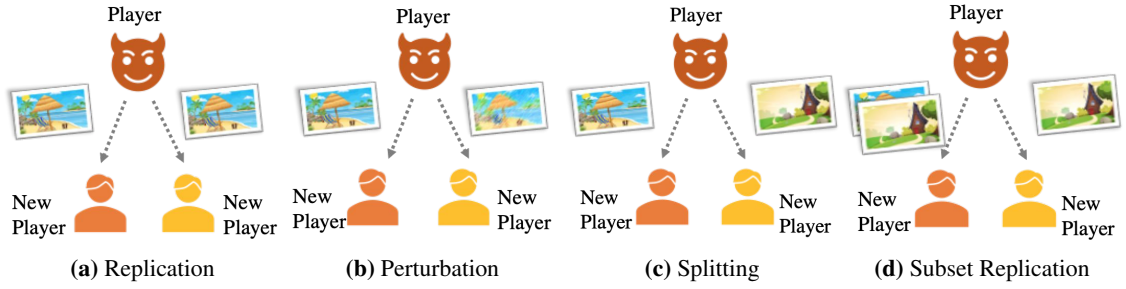 Player
New
Player
New
Player
(a) Replication
Player
New
Player
New
Player
(b) Perturbation
Player
New
Player
New
Player
(c) Splitting
Player
New
Player
New
Player
(d) Subset Replication